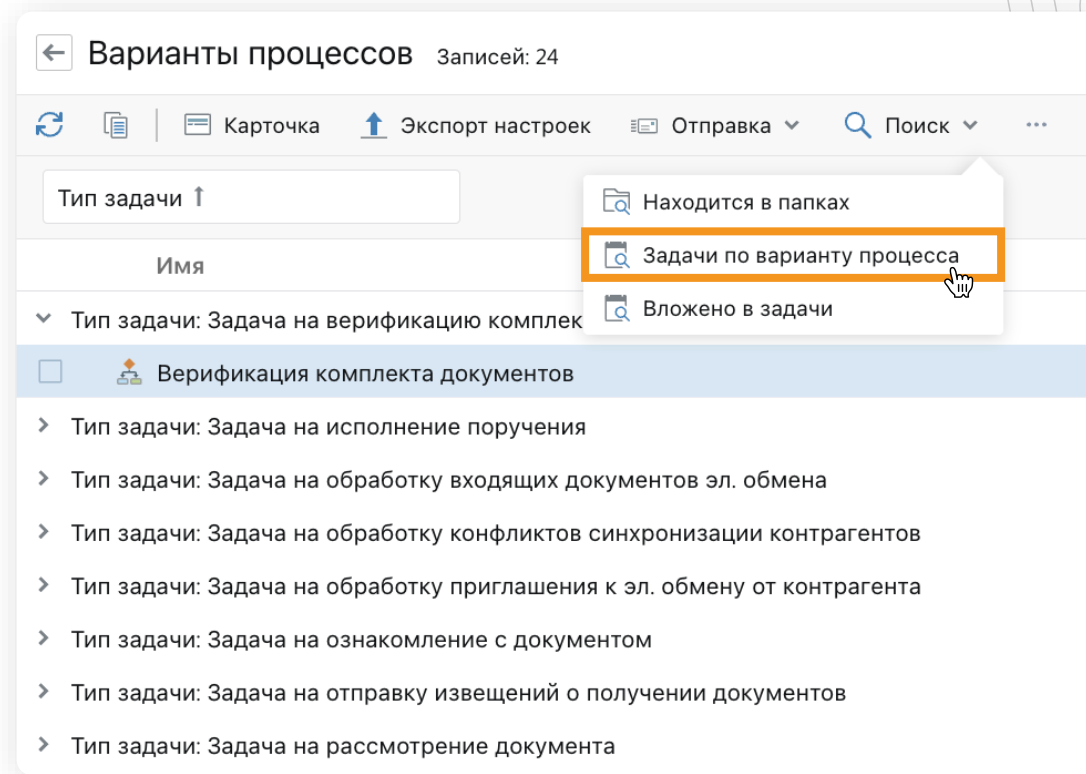 Варианты процессов Записей: 24
Карточка Экспорт настроек Отправка Поиск ...
Тип задачи ↑
Находится в папках
Задачи по варианту процесса
Вложено в задачи
Имя
Тип задачи: Задача на верификацию комплек
Верификация комплекта документов
Тип задачи: Задача на исполнение поручения
Тип задачи: Задача на обработку входящих документов эл. обмена
Тип задачи: Задача на обработку конфликтов синхронизации контрагентов
Тип задачи: Задача на обработку приглашения к эл. обмену от контрагента
Тип задачи: Задача на ознакомление с документом
Тип задачи: Задача на отправку извещений о получении документов
Тип задачи: Задача на рассмотрение документа